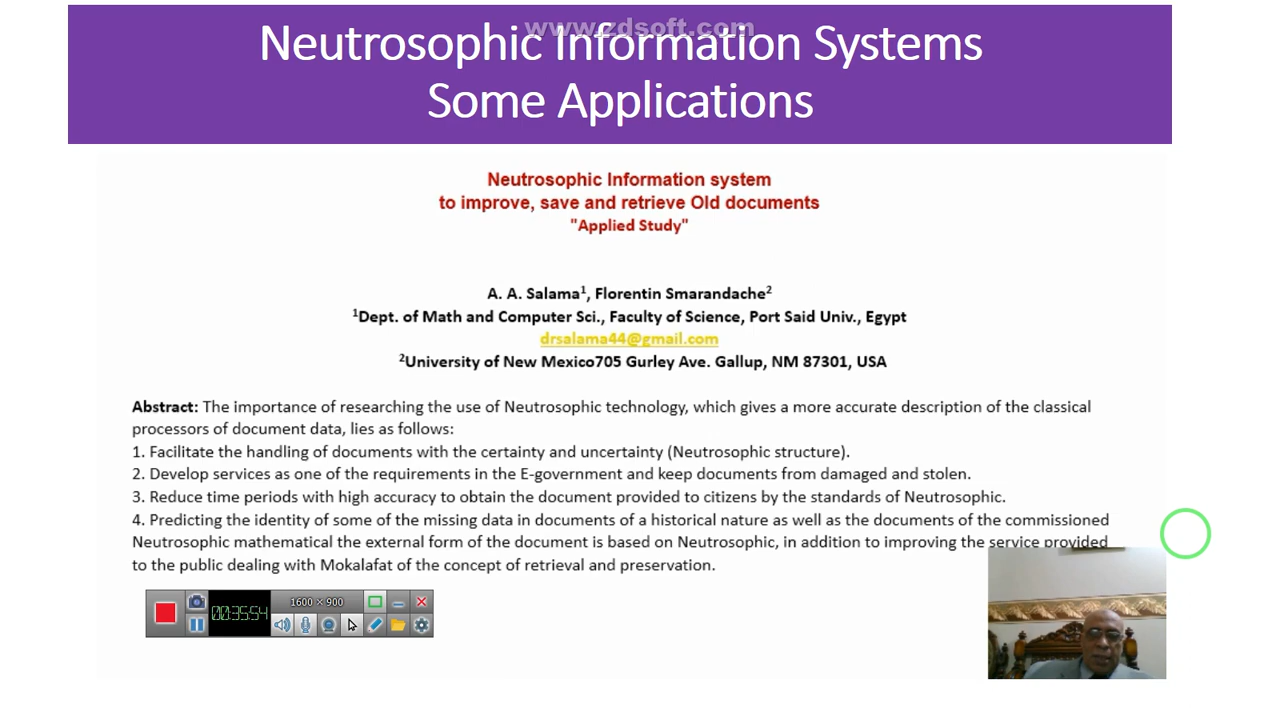 www.zdsoft.com
Neutrosophic Information Systems
Some Applications
Neutrosophic Information system
to improve, save and retrieve Old documents
"Applied Study"
A. A. Salama¹, Florentin Smarandache²
¹Dept. of Math and Computer Sci., Faculty of Science, Port Said Univ., Egypt
drsalama44@gmail.com
²University of New Mexico705 Gurley Ave. Gallup, NM 87301, USA
Abstract: The importance of researching the use of Neutrosophic technology, which gives a more accurate description of the classical
processors of document data, lies as follows:
1. Facilitate the handling of documents with the certainty and uncertainty (Neutrosophic structure).
2. Develop services as one of the requirements in the E-government and keep documents from damaged and stolen.
3. Reduce time periods with high accuracy to obtain the document provided to citizens by the standards of Neutrosophic.
4. Predicting the identity of some of the missing data in documents of a historical nature as well as the documents of the commissioned
Neutrosophic mathematical the external form of the document is based on Neutrosophic, in addition to improving the service provided
to the public dealing with Mokalafat of the concept of retrieval and preservation.
00:35:54
1600 × 900